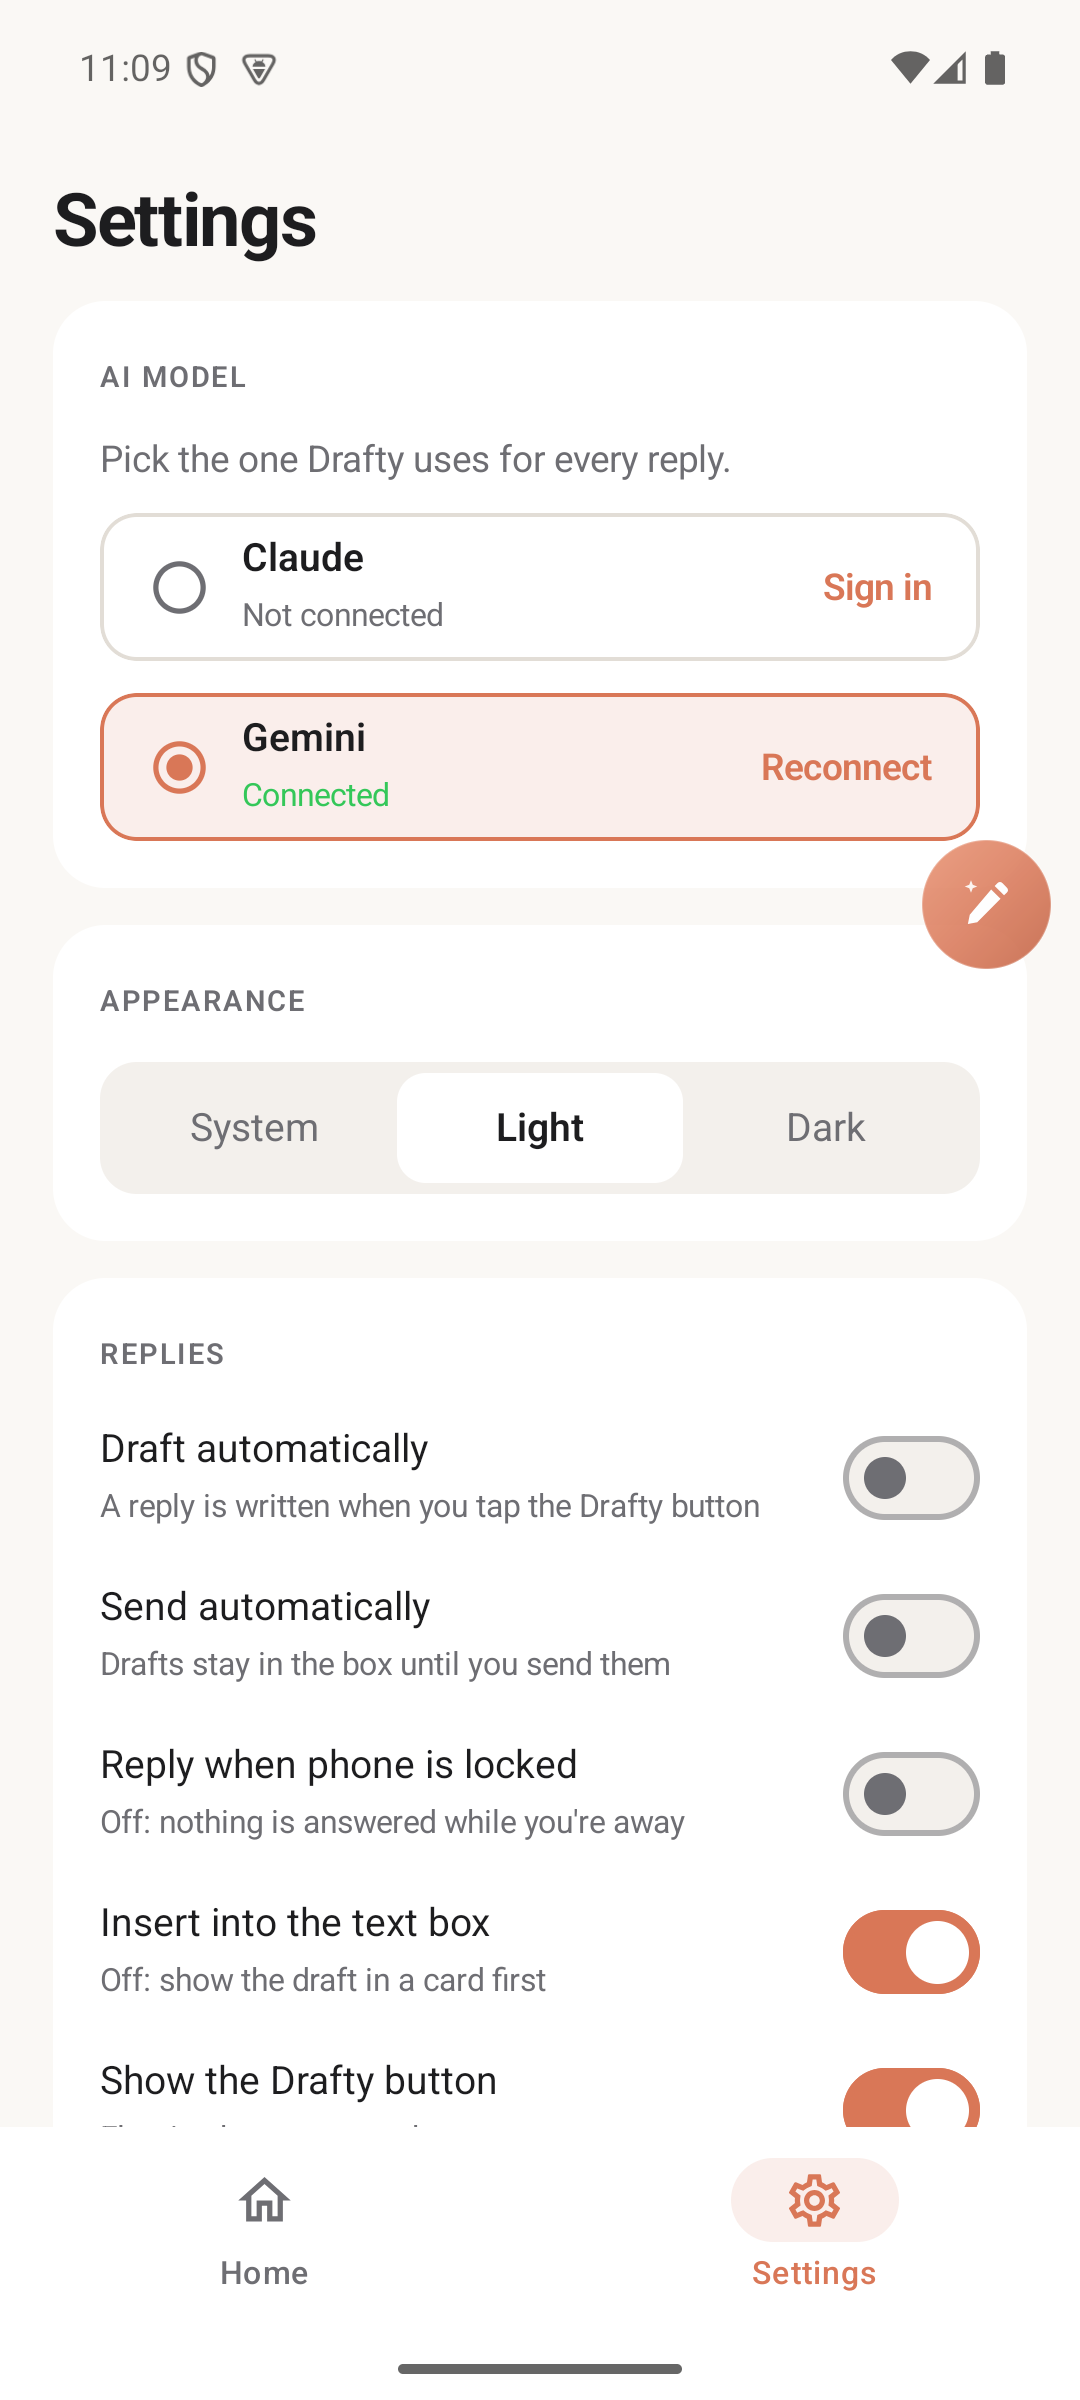 11:09
Settings
AI MODEL
Pick the one Drafty uses for every reply.
Claude
Not connected
Sign in
Gemini
Connected
Reconnect
APPEARANCE
System
Light
Dark
REPLIES
Draft automatically
A reply is written when you tap the Drafty button
Send automatically
Drafts stay in the box until you send them
Reply when phone is locked
Off: nothing is answered while you're away
Insert into the text box
Off: show the draft in a card first
Show the Drafty button
Home
Settings